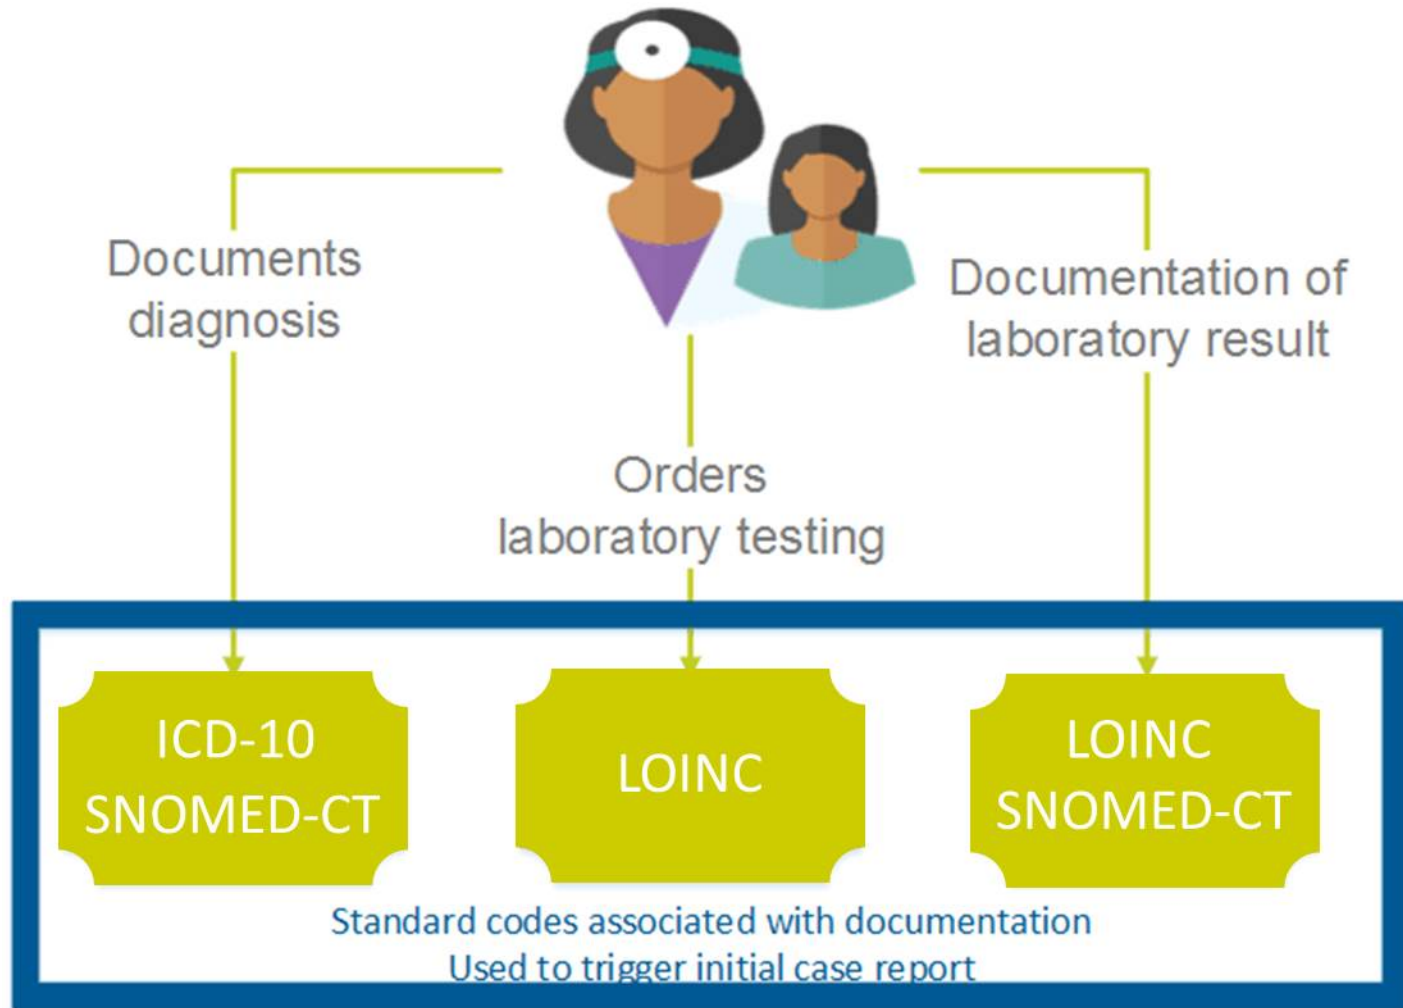 Documents
diagnosis
Documentation of
laboratory result
Orders
laboratory testing
ICD-10
SNOMED-CT
LOINC
LOINC
SNOMED-CT
Standard codes associated with documentation
Used to trigger initial case report